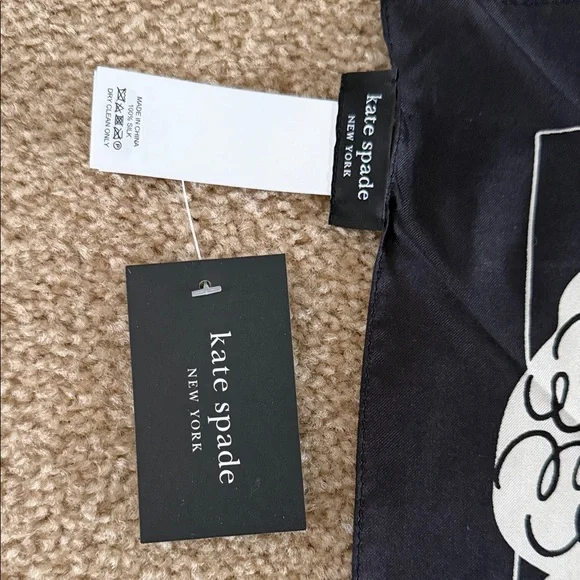 MADE IN CHINA
100% SILK
DRY CLEAN ONLY
kate spade
NEW YORK
kate spade
NEW YORK